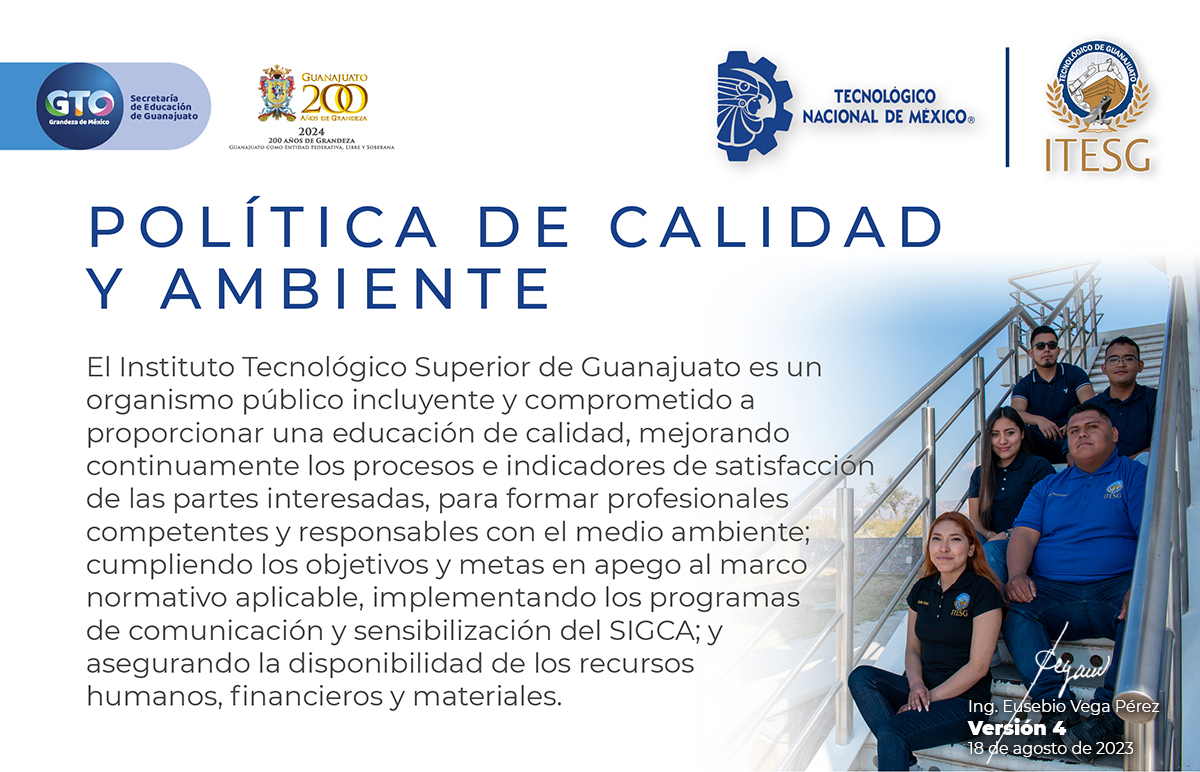 GTO
Grandeza de México
Secretaría
de Educación
de Guanajuato
GUANAJUATO
200
AÑOS DE GRANDEZA
2024
200 AÑOS DE GRANDEZA
GUANAJUATO COMO ENTIDAD FEDERATIVA, LIBRE Y SOBERANA
TECNOLÓGICO
NACIONAL DE MÉXICO®
TECNOLÓGICO DE GUANAJUATO
ITESG
POLÍTICA DE CALIDAD
Y AMBIENTE
El Instituto Tecnológico Superior de Guanajuato es un
organismo público incluyente y comprometido a
proporcionar una educación de calidad, mejorando
continuamente los procesos e indicadores de satisfacción
de las partes interesadas, para formar profesionales
competentes y responsables con el medio ambiente;
cumpliendo los objetivos y metas en apego al marco
normativo aplicable, implementando los programas
de comunicación y sensibilización del SIGCA; y
asegurando la disponibilidad de los recursos
humanos, financieros y materiales.
ITESG
ITESG
Ing. Eusebio Vega Pérez
Versión 4
18 de agosto de 2023